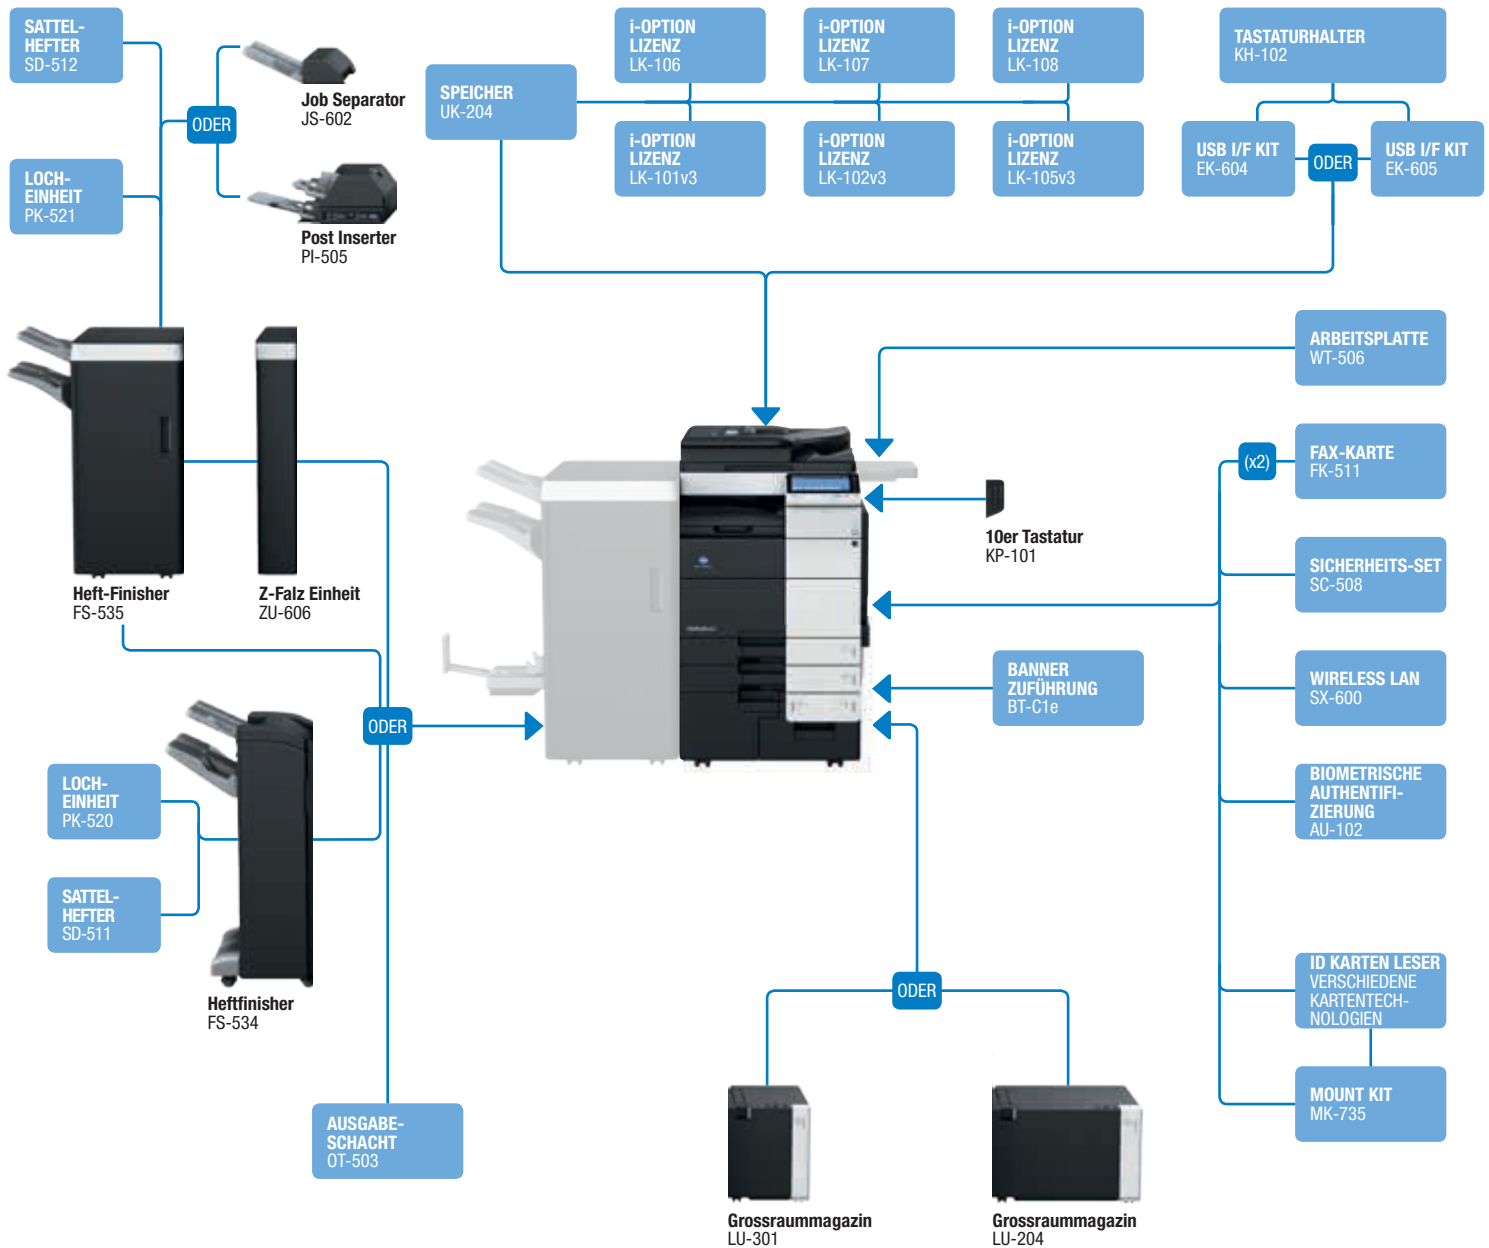 SATTEL-
HEFTER
SD-512
Job Separator
JS-602
ODER
LOCH-
EINHEIT
PK-521
Post Inserter
PI-505
SPEICHER
UK-204
i-OPTION
LIZENZ
LK-106
i-OPTION
LIZENZ
LK-107
i-OPTION
LIZENZ
LK-108
i-OPTION
LIZENZ
LK-101v3
i-OPTION
LIZENZ
LK-102v3
i-OPTION
LIZENZ
LK-105v3
TASTATURHALTER
KH-102
USB I/F KIT
EK-604
ODER
USB I/F KIT
EK-605
ARBEITSPLATTE
WT-506
(x2)
FAX-KARTE
FK-511
10er Tastatur
KP-101
SICHERHEITS-SET
SC-508
Heft-Finisher
FS-535
Z-Falz Einheit
ZU-606
BANNER
ZUFÜHRUNG
BT-C1e
WIRELESS LAN
SX-600
ODER
LOCH-
EINHEIT
PK-520
BIOMETRISCHE
AUTHENTIFI-
ZIERUNG
AU-102
SATTEL-
HEFTER
SD-511
Heftfinisher
FS-534
ODER
ID KARTEN LESER
VERSCHIEDENE
KARTENTECH-
NOLOGIEN
MOUNT KIT
MK-735
AUSGABE-
SCHACHT
OT-503
Grossraummagazin
LU-301
Grossraummagazin
LU-204